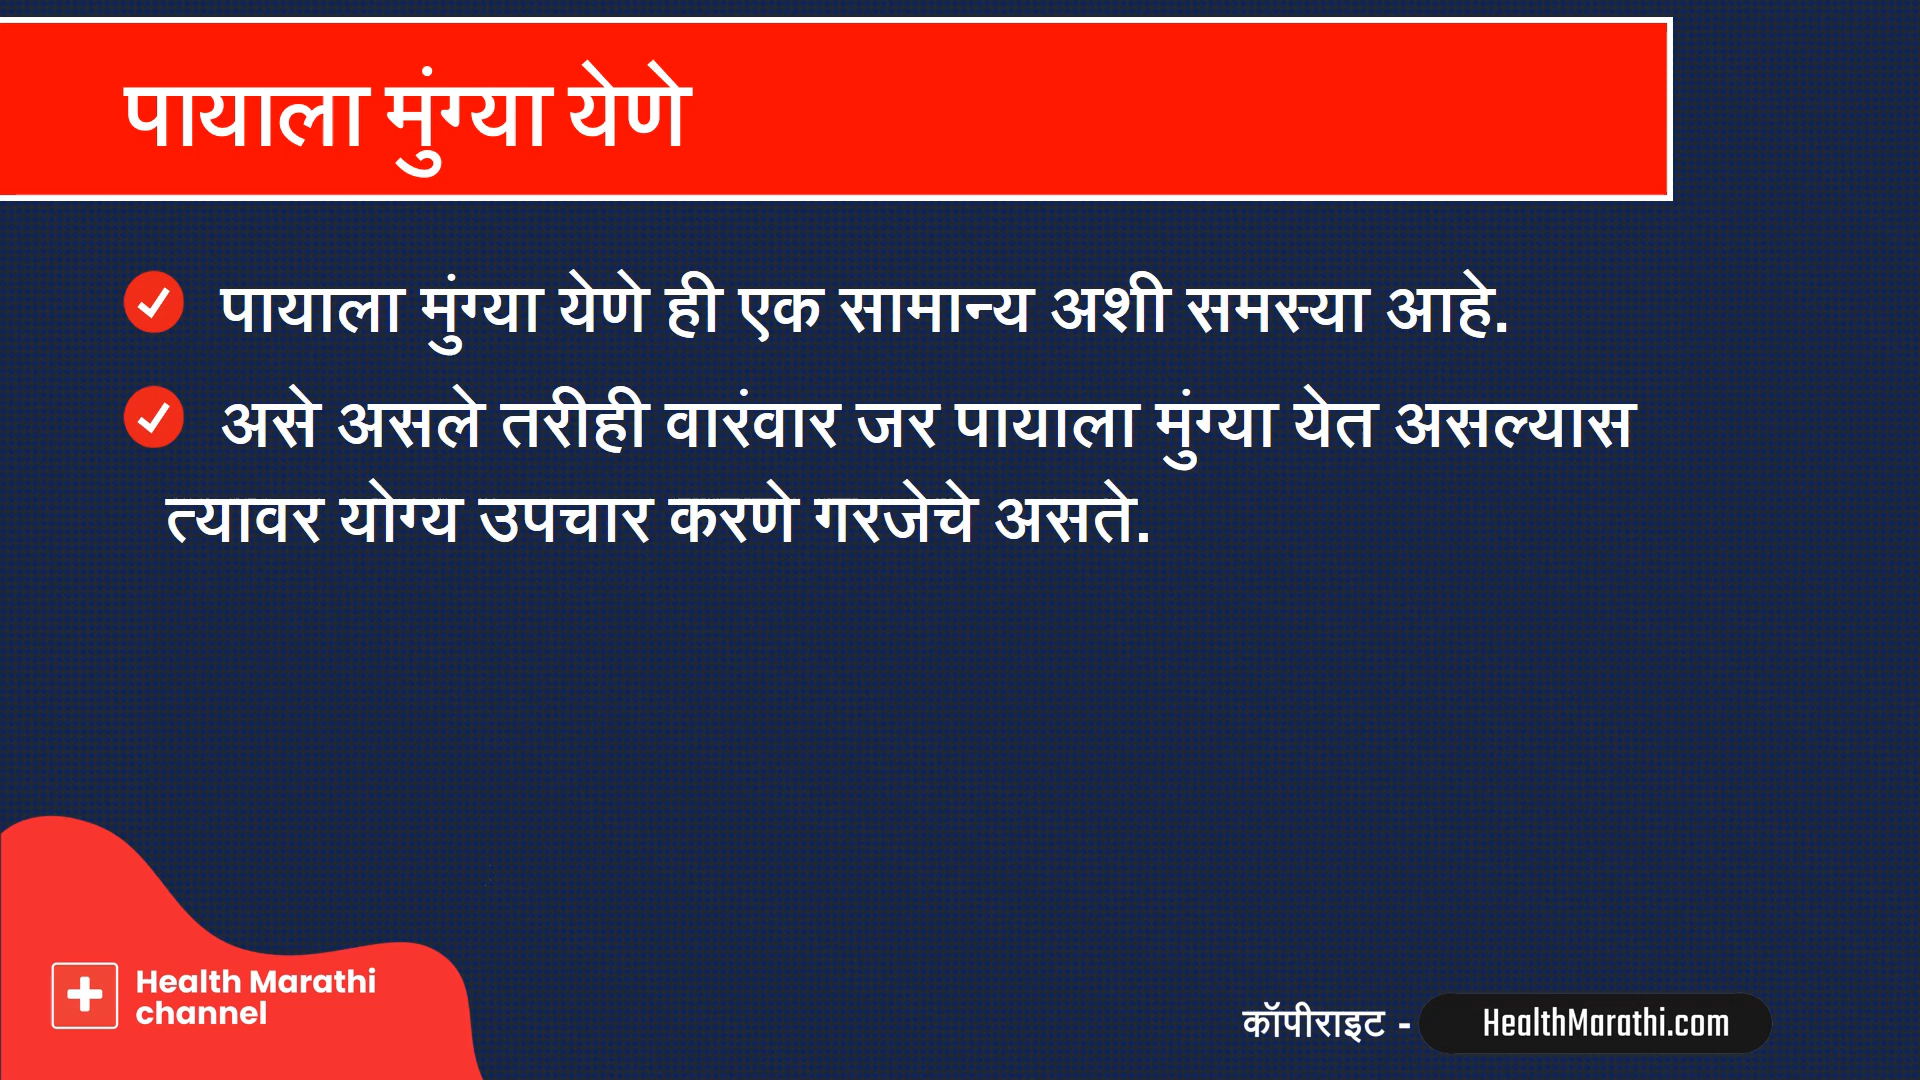 पायाला मुंग्या येणे
पायाला मुंग्या येणे ही एक सामान्य अशी समस्या आहे.
असे असले तरीही वारंवार जर पायाला मुंग्या येत असल्यास
त्यावर योग्य उपचार करणे गरजेचे असते.
Health Marathi
channel
कॉपीराइट - HealthMarathi.com